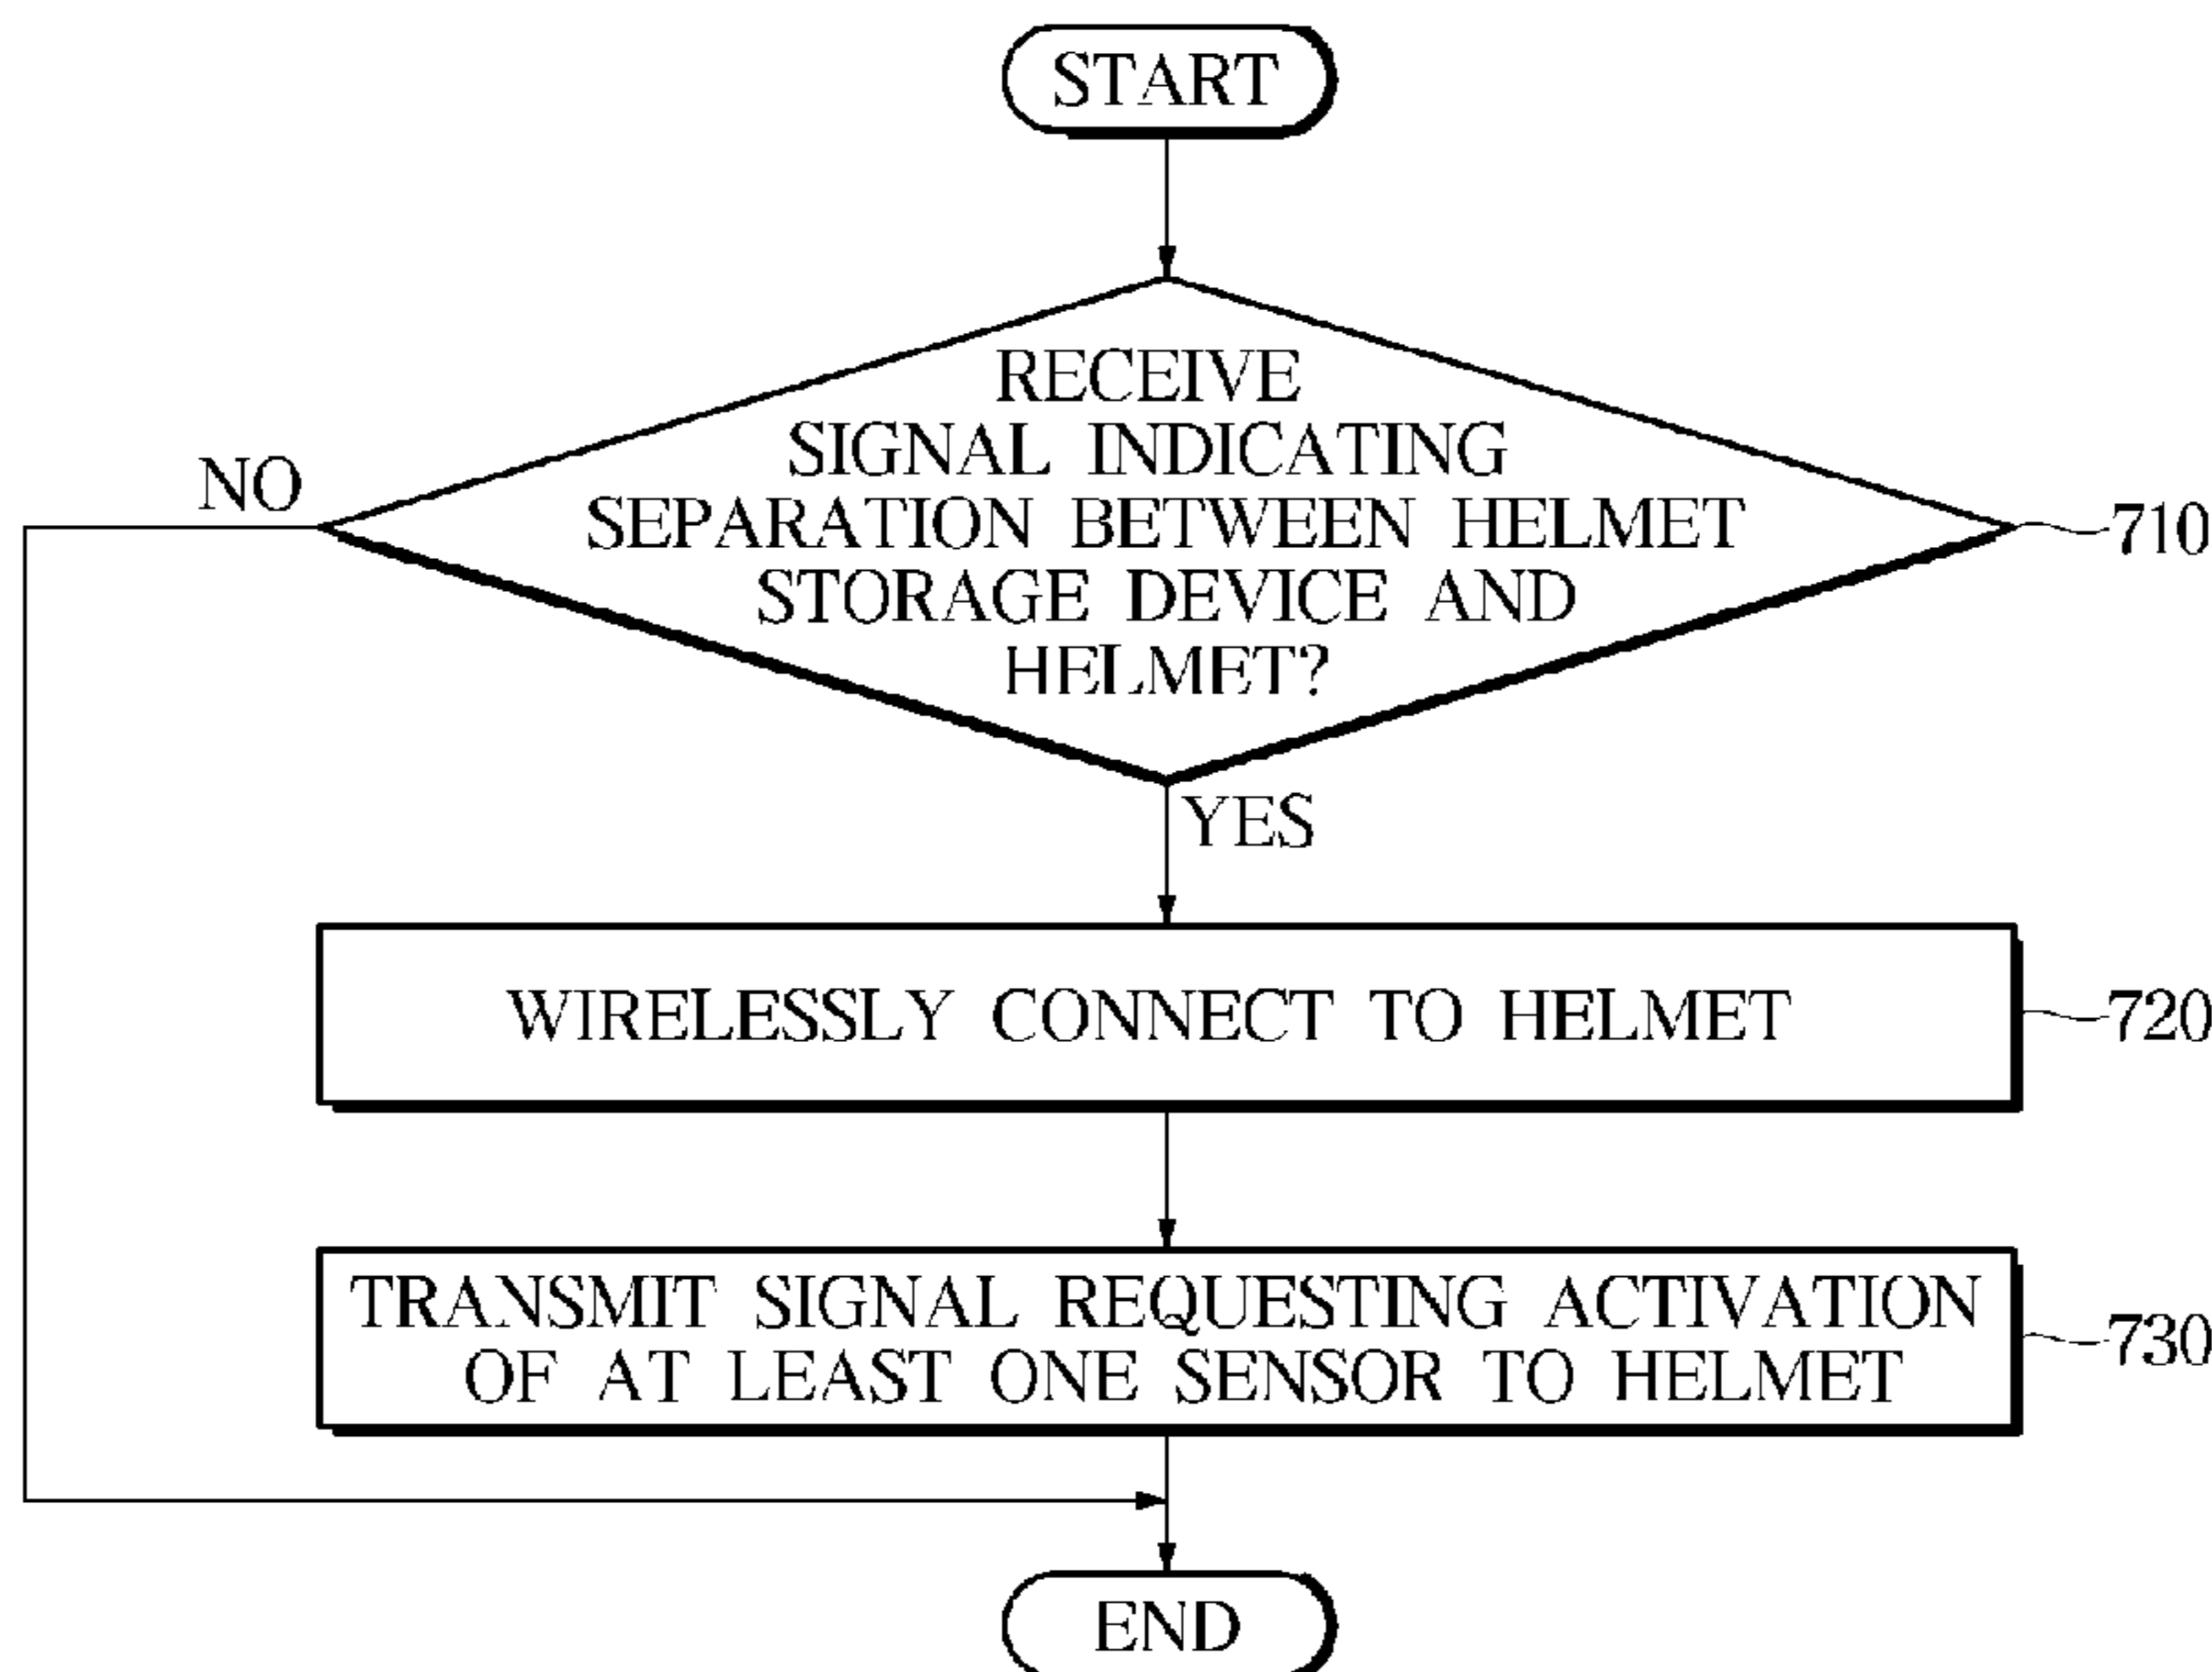 START
RECEIVE
SIGNAL INDICATING
SEPARATION BETWEEN HELMET
STORAGE DEVICE AND
HELMET?
NO
710
YES
WIRELESSLY CONNECT TO HELMET
720
TRANSMIT SIGNAL REQUESTING ACTIVATION
OF AT LEAST ONE SENSOR TO HELMET
730
END